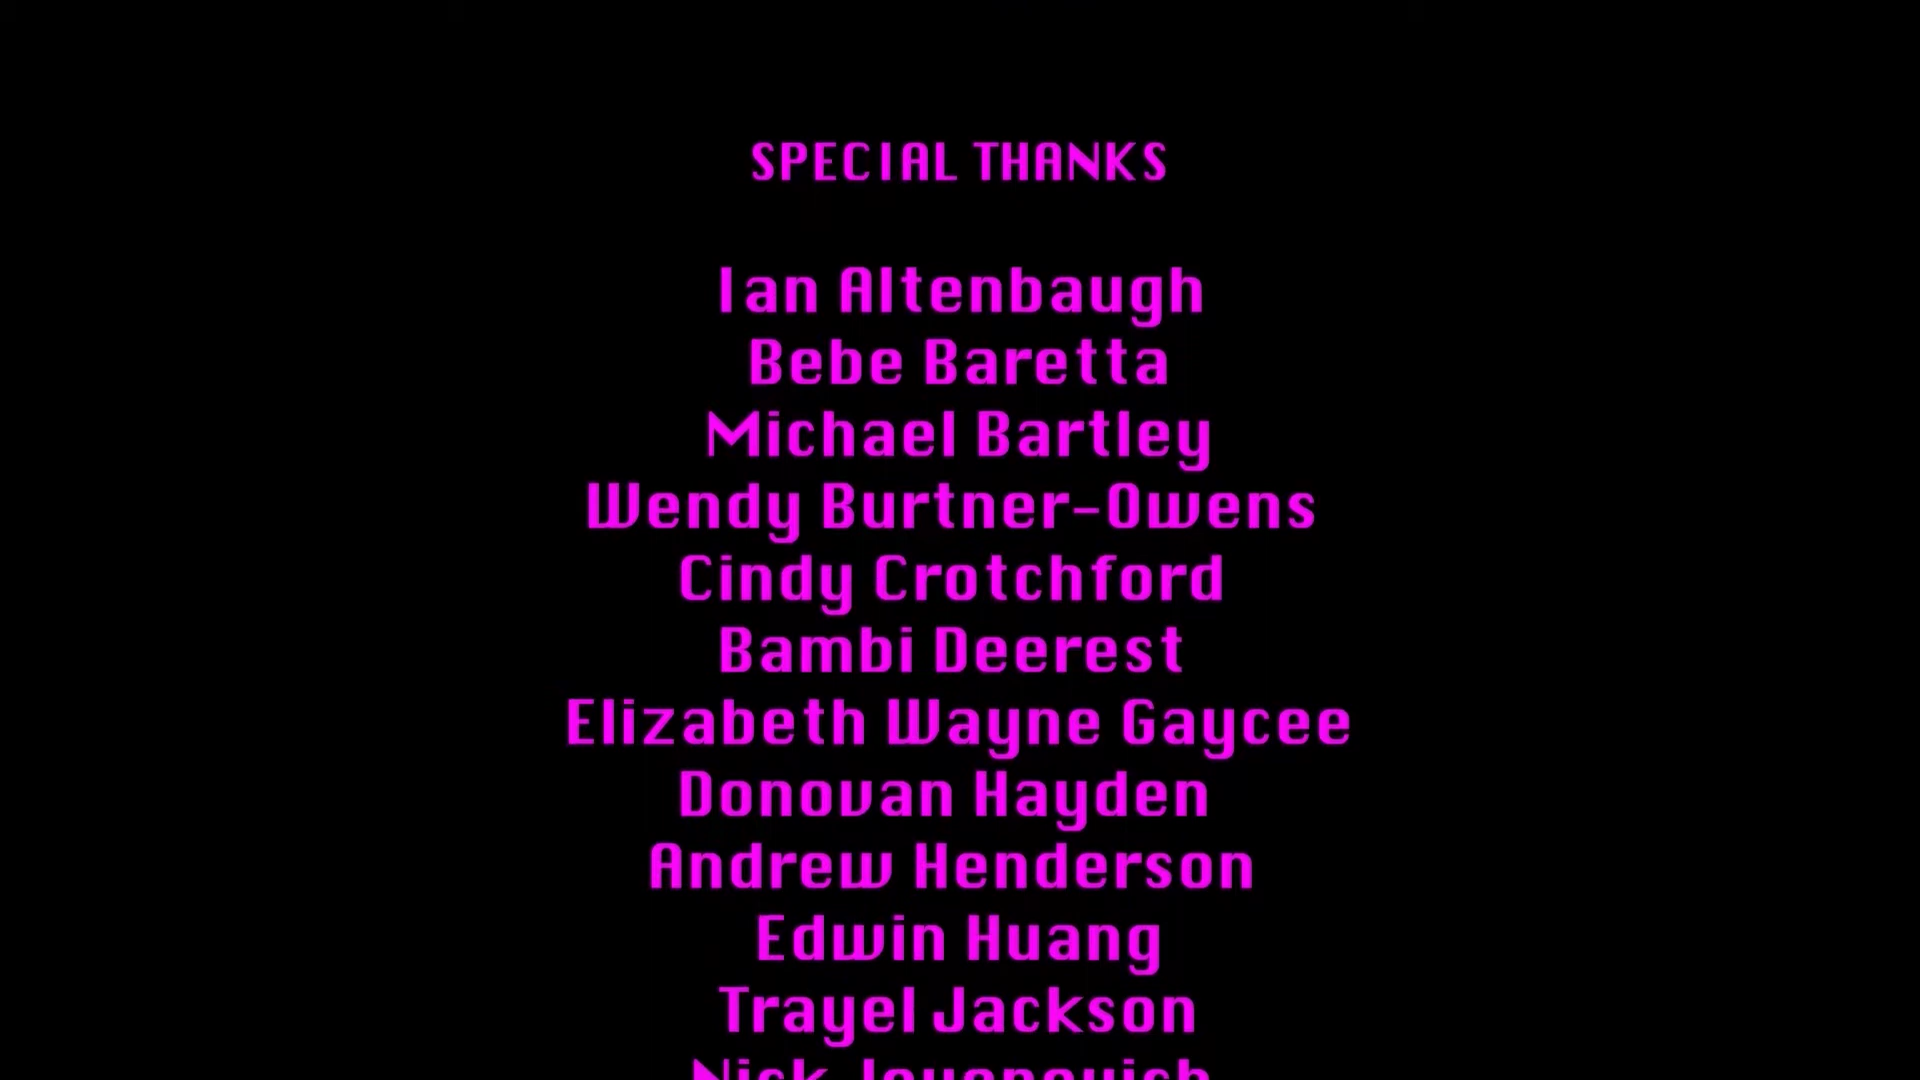 SPECIAL THANKS
Ian Altenbaugh
Bebe Baretta
Michael Bartley
Wendy Burtner-Owens
Cindy Crotchford
Bambi Deerest
Elizabeth Wayne Gaycee
Donovan Hayden
Andrew Henderson
Edwin Huang
Trayel Jackson
Nick